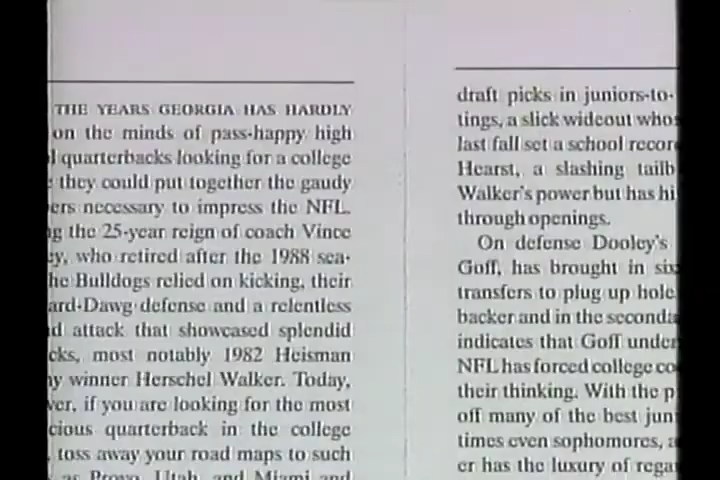 THE YEARS GEORGIA HAS HARDLY
on the minds of pass-happy high
quarterbacks looking for a college
they could put together the gaudy
ers necessary to impress the NFL.
g the 25-year reign of coach Vince
y, who retired after the 1988 sea-
he Bulldogs relied on kicking, their
ard-Dawg defense and a relentless
d attack that showcased splendid
cks, most notably 1982 Heisman
y winner Herschel Walker. Today,
er, if you are looking for the most
cious quarterback in the college
, toss away your road maps to such
as Provo, Utah, and Miami and
draft picks in juniors-to-
tings, a slick wideout who
last fall set a school recor
Hearst, a slashing tailb
Walker's power but has hi
through openings.
On defense Dooley's
Goff, has brought in six
transfers to plug up hole
backer and in the seconda
indicates that Goff under
NFL has forced college co
their thinking. With the p
off many of the best jun
times even sophomores, a
er has the luxury of rega